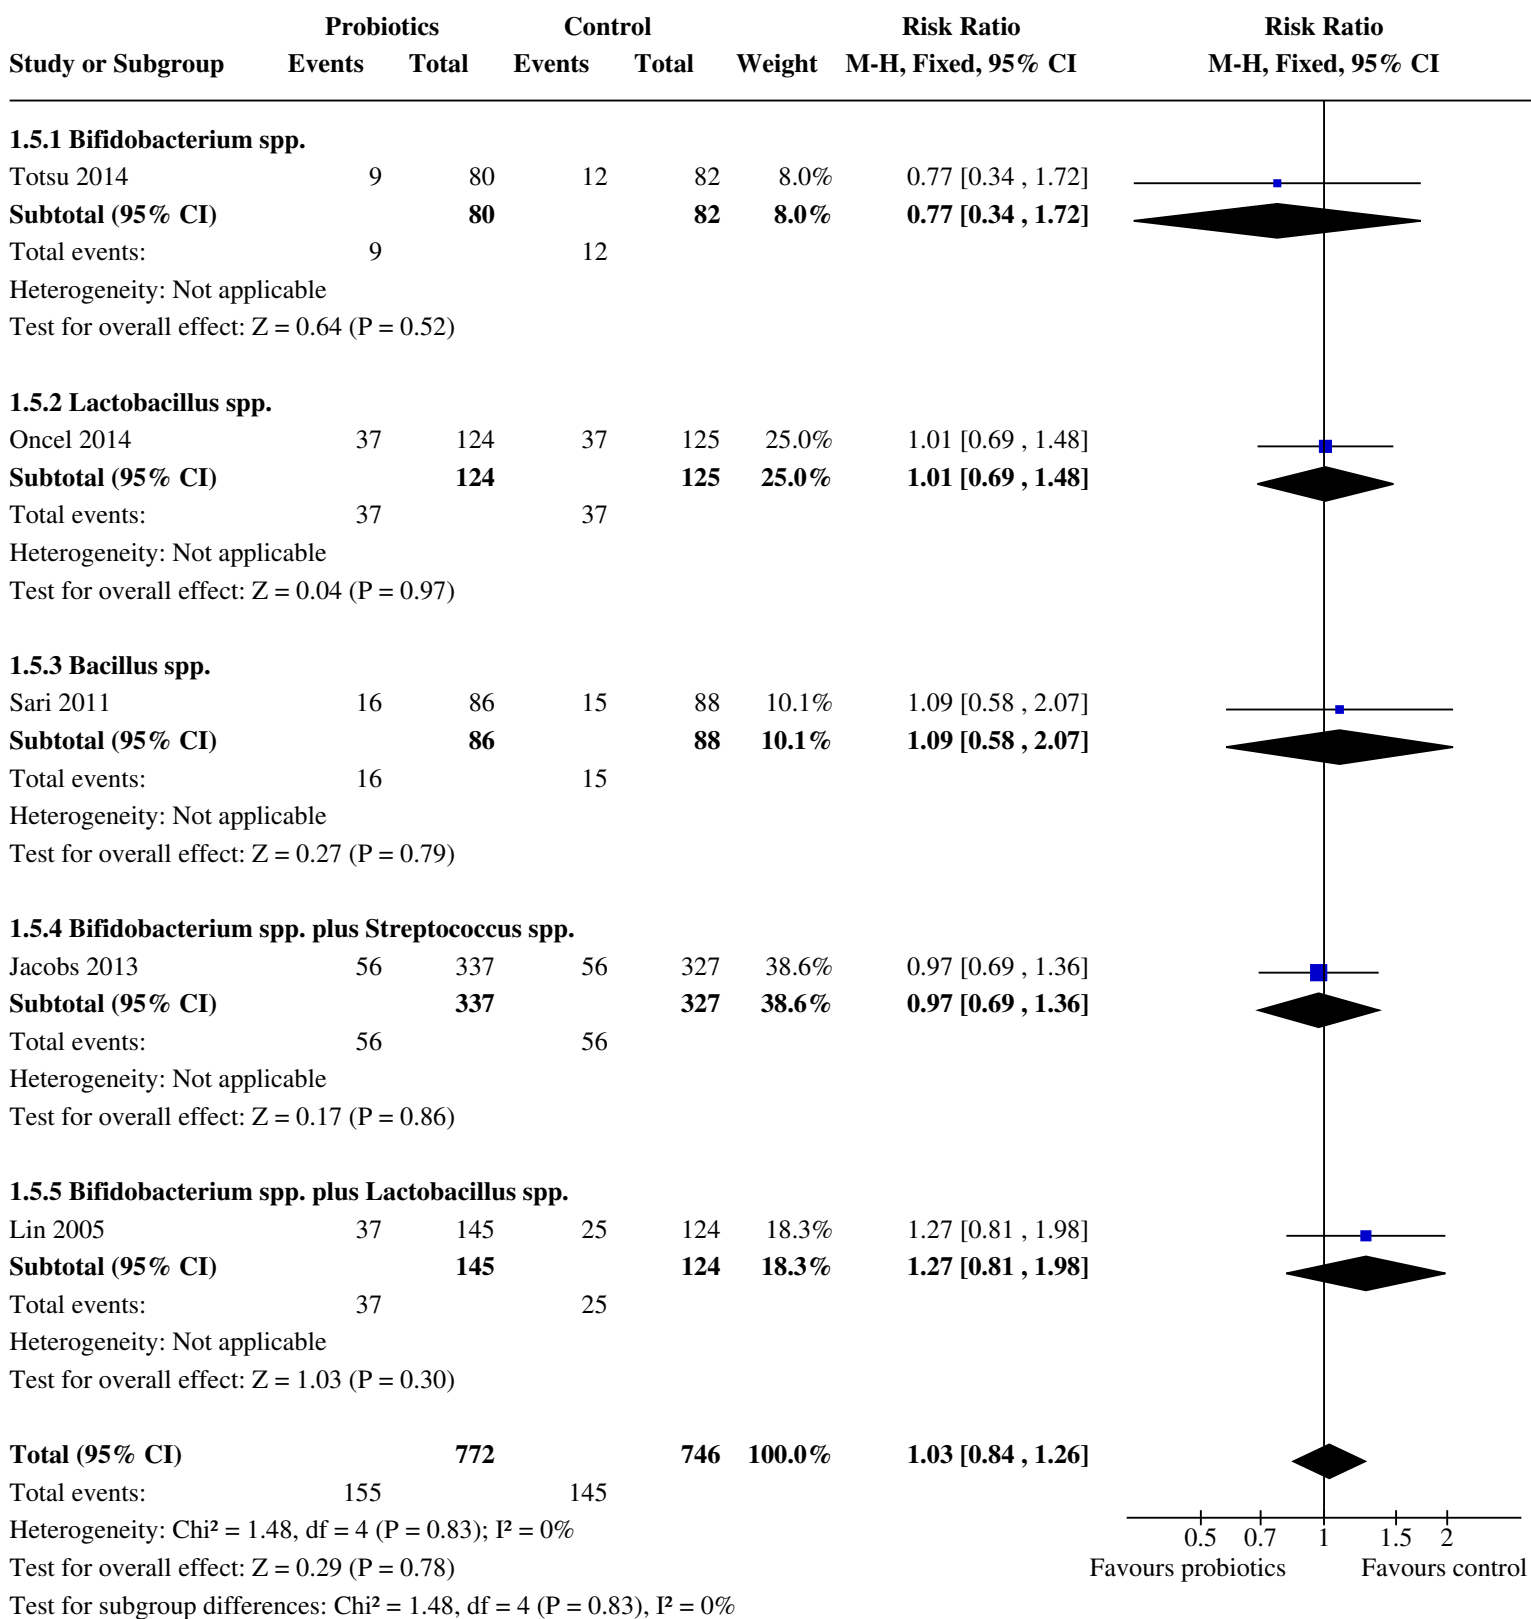 Probiotics Control Risk Ratio Risk Ratio
Study or Subgroup Events Total Events Total Weight M-H, Fixed, 95% CI M-H, Fixed, 95% CI
1.5.1 Bifidobacterium spp.
Totsu 2014 9 80 12 82 8.0% 0.77 [0.34 , 1.72]
Subtotal (95% CI) 80 82 8.0% 0.77 [0.34 , 1.72]
Total events: 9 12
Heterogeneity: Not applicable
Test for overall effect: Z = 0.64 (P = 0.52)
1.5.2 Lactobacillus spp.
Oncel 2014 37 124 37 125 25.0% 1.01 [0.69 , 1.48]
Subtotal (95% CI) 124 125 25.0% 1.01 [0.69 , 1.48]
Total events: 37 37
Heterogeneity: Not applicable
Test for overall effect: Z = 0.04 (P = 0.97)
1.5.3 Bacillus spp.
Sari 2011 16 86 15 88 10.1% 1.09 [0.58 , 2.07]
Subtotal (95% CI) 86 88 10.1% 1.09 [0.58 , 2.07]
Total events: 16 15
Heterogeneity: Not applicable
Test for overall effect: Z = 0.27 (P = 0.79)
1.5.4 Bifidobacterium spp. plus Streptococcus spp.
Jacobs 2013 56 337 56 327 38.6% 0.97 [0.69 , 1.36]
Subtotal (95% CI) 337 327 38.6% 0.97 [0.69 , 1.36]
Total events: 56 56
Heterogeneity: Not applicable
Test for overall effect: Z = 0.17 (P = 0.86)
1.5.5 Bifidobacterium spp. plus Lactobacillus spp.
Lin 2005 37 145 25 124 18.3% 1.27 [0.81 , 1.98]
Subtotal (95% CI) 145 124 18.3% 1.27 [0.81 , 1.98]
Total events: 37 25
Heterogeneity: Not applicable
Test for overall effect: Z = 1.03 (P = 0.30)
Total (95% CI) 772 746 100.0% 1.03 [0.84 , 1.26]
Total events: 155 145
Heterogeneity: Chi² = 1.48, df = 4 (P = 0.83); I² = 0%
0.5 0.7 1 1.5 2
Test for overall effect: Z = 0.29 (P = 0.78) Favours probiotics Favours control
Test for subgroup differences: Chi² = 1.48, df = 4 (P = 0.83), I² = 0%